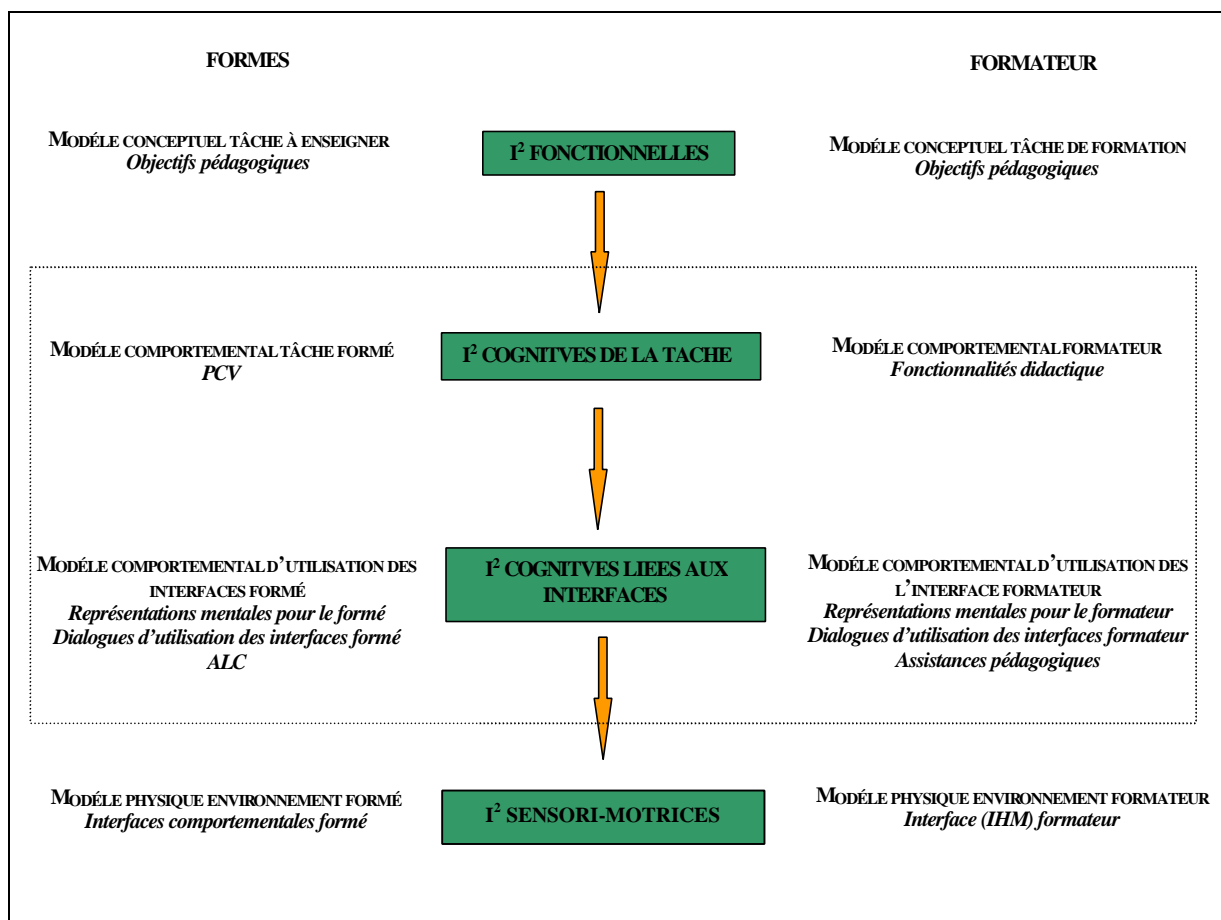 FORMES
FORMATEUR
MODÉLE CONCEPTUEL TÂCHE À ENSEIGNER
Objectifs pédagogiques
I² FONCTIONNELLES
MODÉLE CONCEPTUEL TÂCHE DE FORMATION
Objectifs pédagogiques
MODÉLE COMPORTEMENTAL TÂCHE FORMÉ
PCV
I² COGNITVES DE LA TACHE
MODÉLE COMPORTEMENTAL FORMATEUR
Fonctionnalités didactique
MODÉLE COMPORTEMENTAL D'UTILISATION DES
INTERFACES FORMÉ
Représentations mentales pour le formé
Dialogues d'utilisation des interfaces formé
ALC
I² COGNITVES LIEES AUX
INTERFACES
MODÉLE COMPORTEMENTAL D'UTILISATION DES
L'INTERFACE FORMATEUR
Représentations mentales pour le formateur
Dialogues d'utilisation des interfaces formateur
Assistances pédagogiques
MODÉLE PHYSIQUE ENVIRONNEMENT FORMÉ
Interfaces comportementales formé
I² SENSORI-MOTRICES
MODÉLE PHYSIQUE ENVIRONNEMENT FORMATEUR
Interface (IHM) formateur